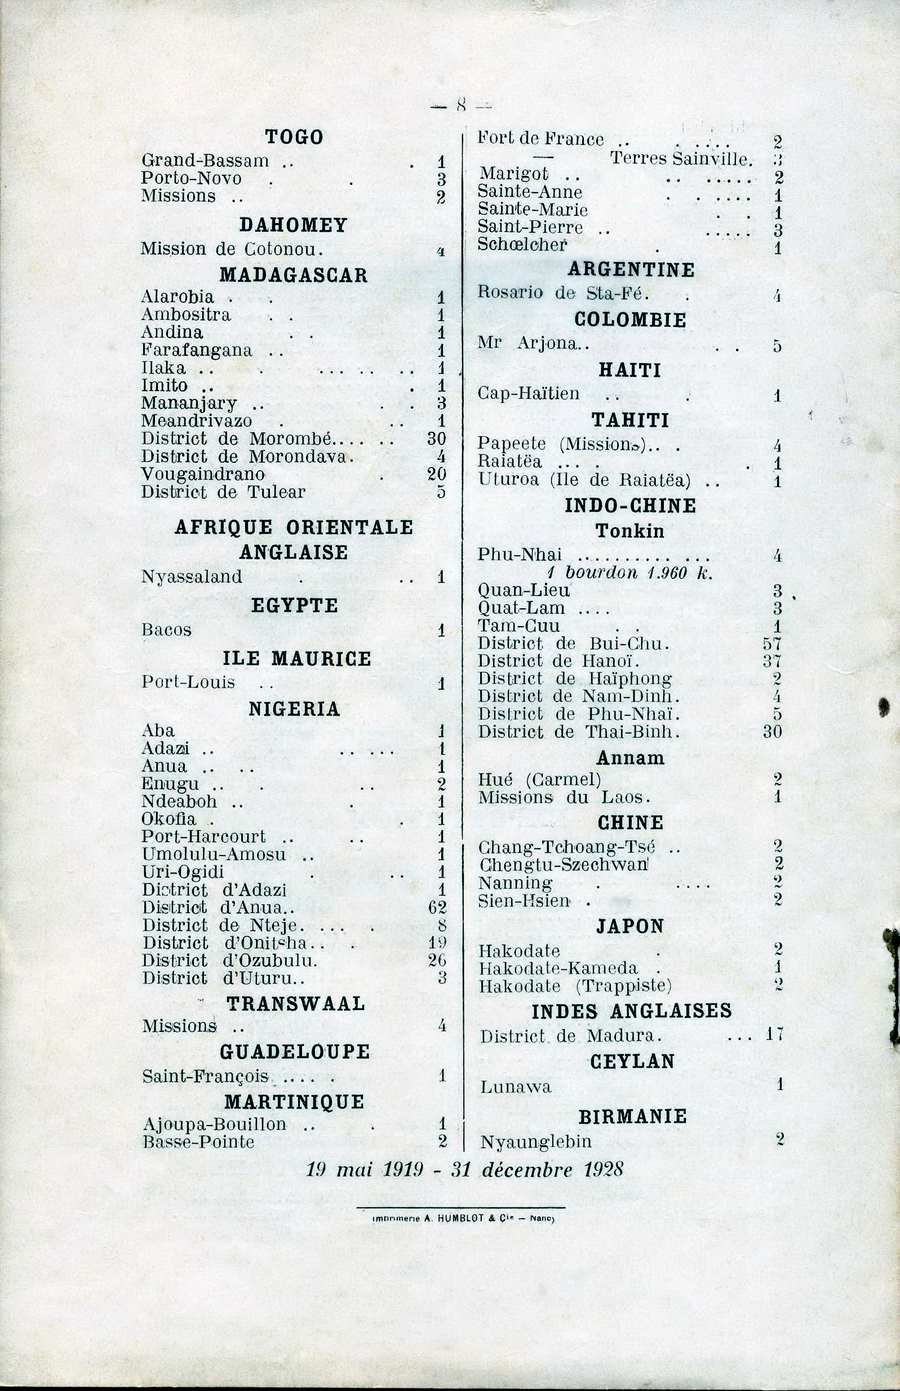 — 8 —
TOGO
Grand-Bassam .. . 1
Porto-Novo . . 3
Missions .. 2
DAHOMEY
Mission de Cotonou. 4
MADAGASCAR
Alarobia . . 1
Ambositra . . 1
Andina . . 1
Farafangana .. 1
Ilaka .. . ... .. .. 1
Imito .. . 1
Mananjary .. . . 3
Meandrivazo . .. 1
District de Morombé.... .. 30
District de Morondava. 4
Vougaindrano . 20
District de Tulear 5
AFRIQUE ORIENTALE
ANGLAISE
Nyassaland . .. 1
EGYPTE
Bacos 1
ILE MAURICE
Port-Louis .. 1
NIGERIA
Aba 1
Adazi .. .. ... 1
Anua .. .. 1
Enugu .. . .. 2
Ndeaboh .. . 1
Okofia . . 1
Port-Harcourt .. .. 1
Umolulu-Amosu .. 1
Uri-Ogidi . .. 1
District d'Adazi 1
District d'Anua.. 62
District de Nteje. ... . 8
District d'Onitsha.. . 19
District d'Ozubulu. 26
District d'Uturu.. 3
TRANSWAAL
Missions .. 4
GUADELOUPE
Saint-François ..... . 1
MARTINIQUE
Ajoupa-Bouillon .. . 1
Basse-Pointe 2
Fort de France .. . .. .. 2
— Terres Sainville. 3
Marigot .. .. ..... 2
Sainte-Anne . . .... 1
Sainte-Marie . . 1
Saint-Pierre .. ..... 3
Schœlcher . 1
ARGENTINE
Rosario de Sta-Fé. . 4
COLOMBIE
Mr Arjona.. . . 5
HAITI
Cap-Haïtien .. . 1
TAHITI
Papeete (Missions).. . 4
Raiatëa ... . . 1
Uturoa (Ile de Raiatëa) .. 1
INDO-CHINE
Tonkin
Phu-Nhai ............ 4
1 bourdon 1.960 k.
Quan-Lieu 3
Quat-Lam .... 3
Tam-Cuu . . 1
District de Bui-Chu. 57
District de Hanoï. 37
District de Haïphong 2
District de Nam-Dinh. 4
District de Phu-Nhaï. 5
District de Thai-Binh. 30
Annam
Hué (Carmel) 2
Missions du Laos. 1
CHINE
Chang-Tchoang-Tsé .. 2
Chengtu-Szechwan 2
Nanning . .... 2
Sien-Hsien . 2
JAPON
Hakodate . 2
Hakodate-Kameda . 1
Hakodate (Trappiste) 2
INDES ANGLAISES
District de Madura. ... 17
CEYLAN
Lunawa 1
BIRMANIE
Nyaunglebin 2
19 mai 1919 - 31 décembre 1928
Imprimerie A. HUMBLOT & Cie — Nancy